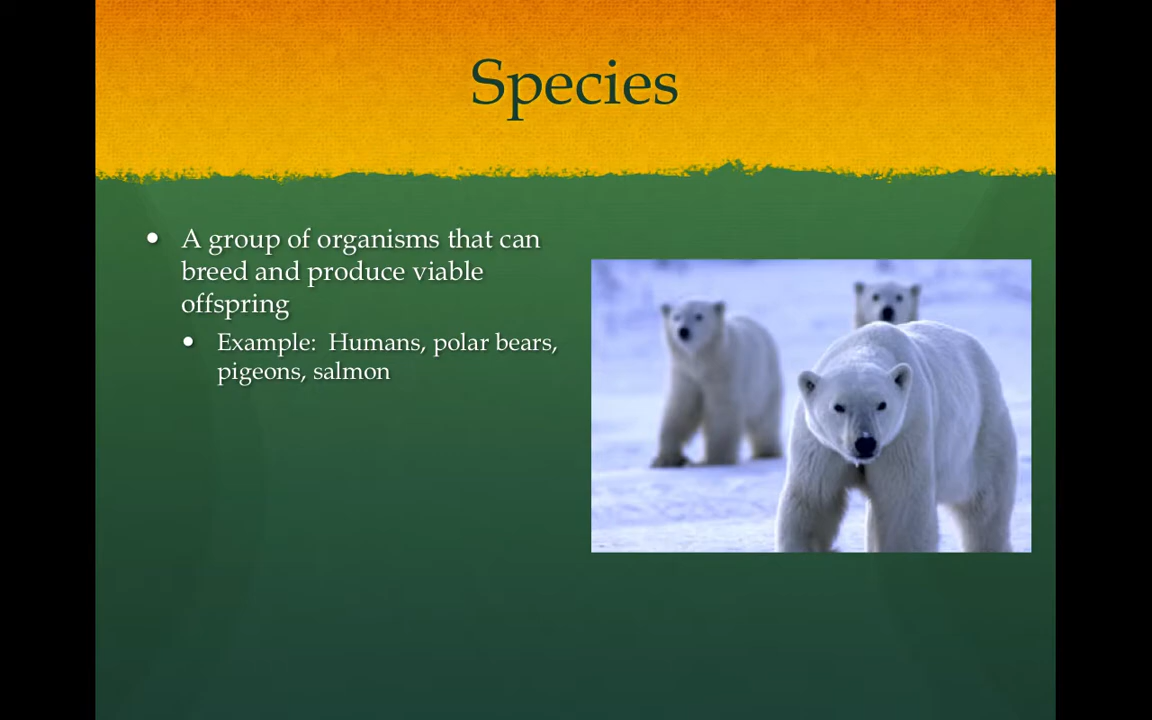 Species
• A group of organisms that can
breed and produce viable
offspring
• Example:  Humans, polar bears,
pigeons, salmon